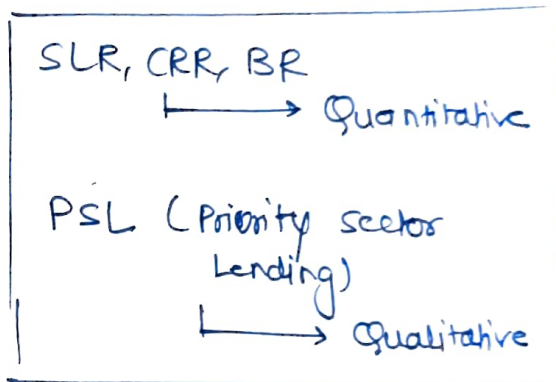 SLR, CRR, BR
Quantitative
PSL (Priority sector
Lending)
Qualitative